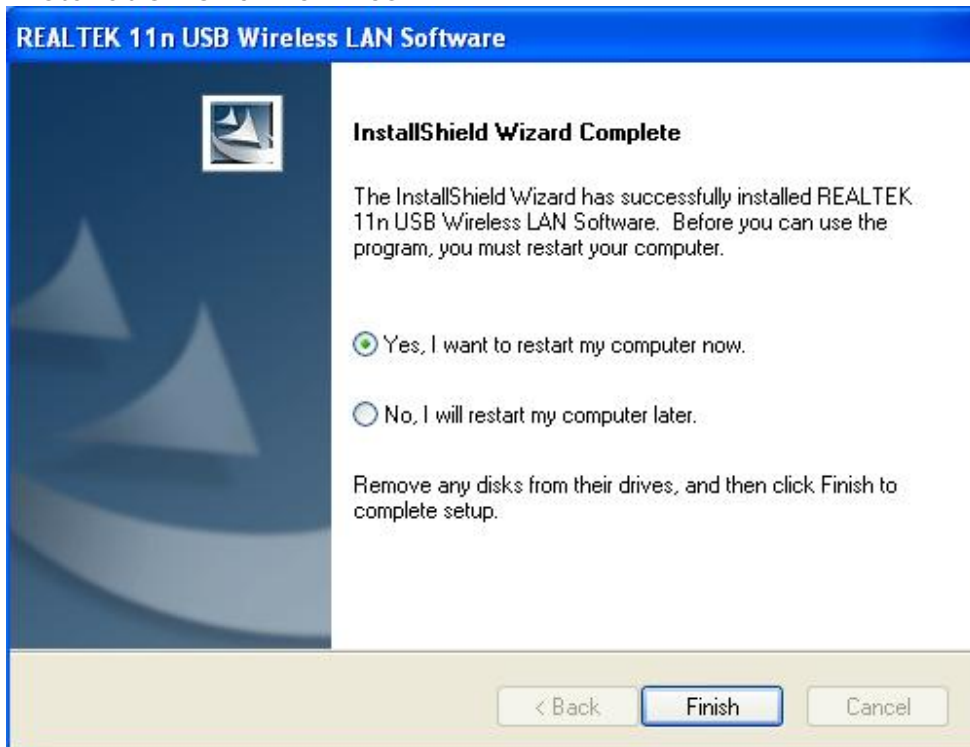 REALTEK 11n USB Wireless LAN Software
InstallShield Wizard Complete
The InstallShield Wizard has successfully installed REALTEK
11n USB Wireless LAN Software.  Before you can use the
program, you must restart your computer.
Yes, I want to restart my computer now.
No, I will restart my computer later.
Remove any disks from their drives, and then click Finish to
complete setup.
< Back
Finish
Cancel